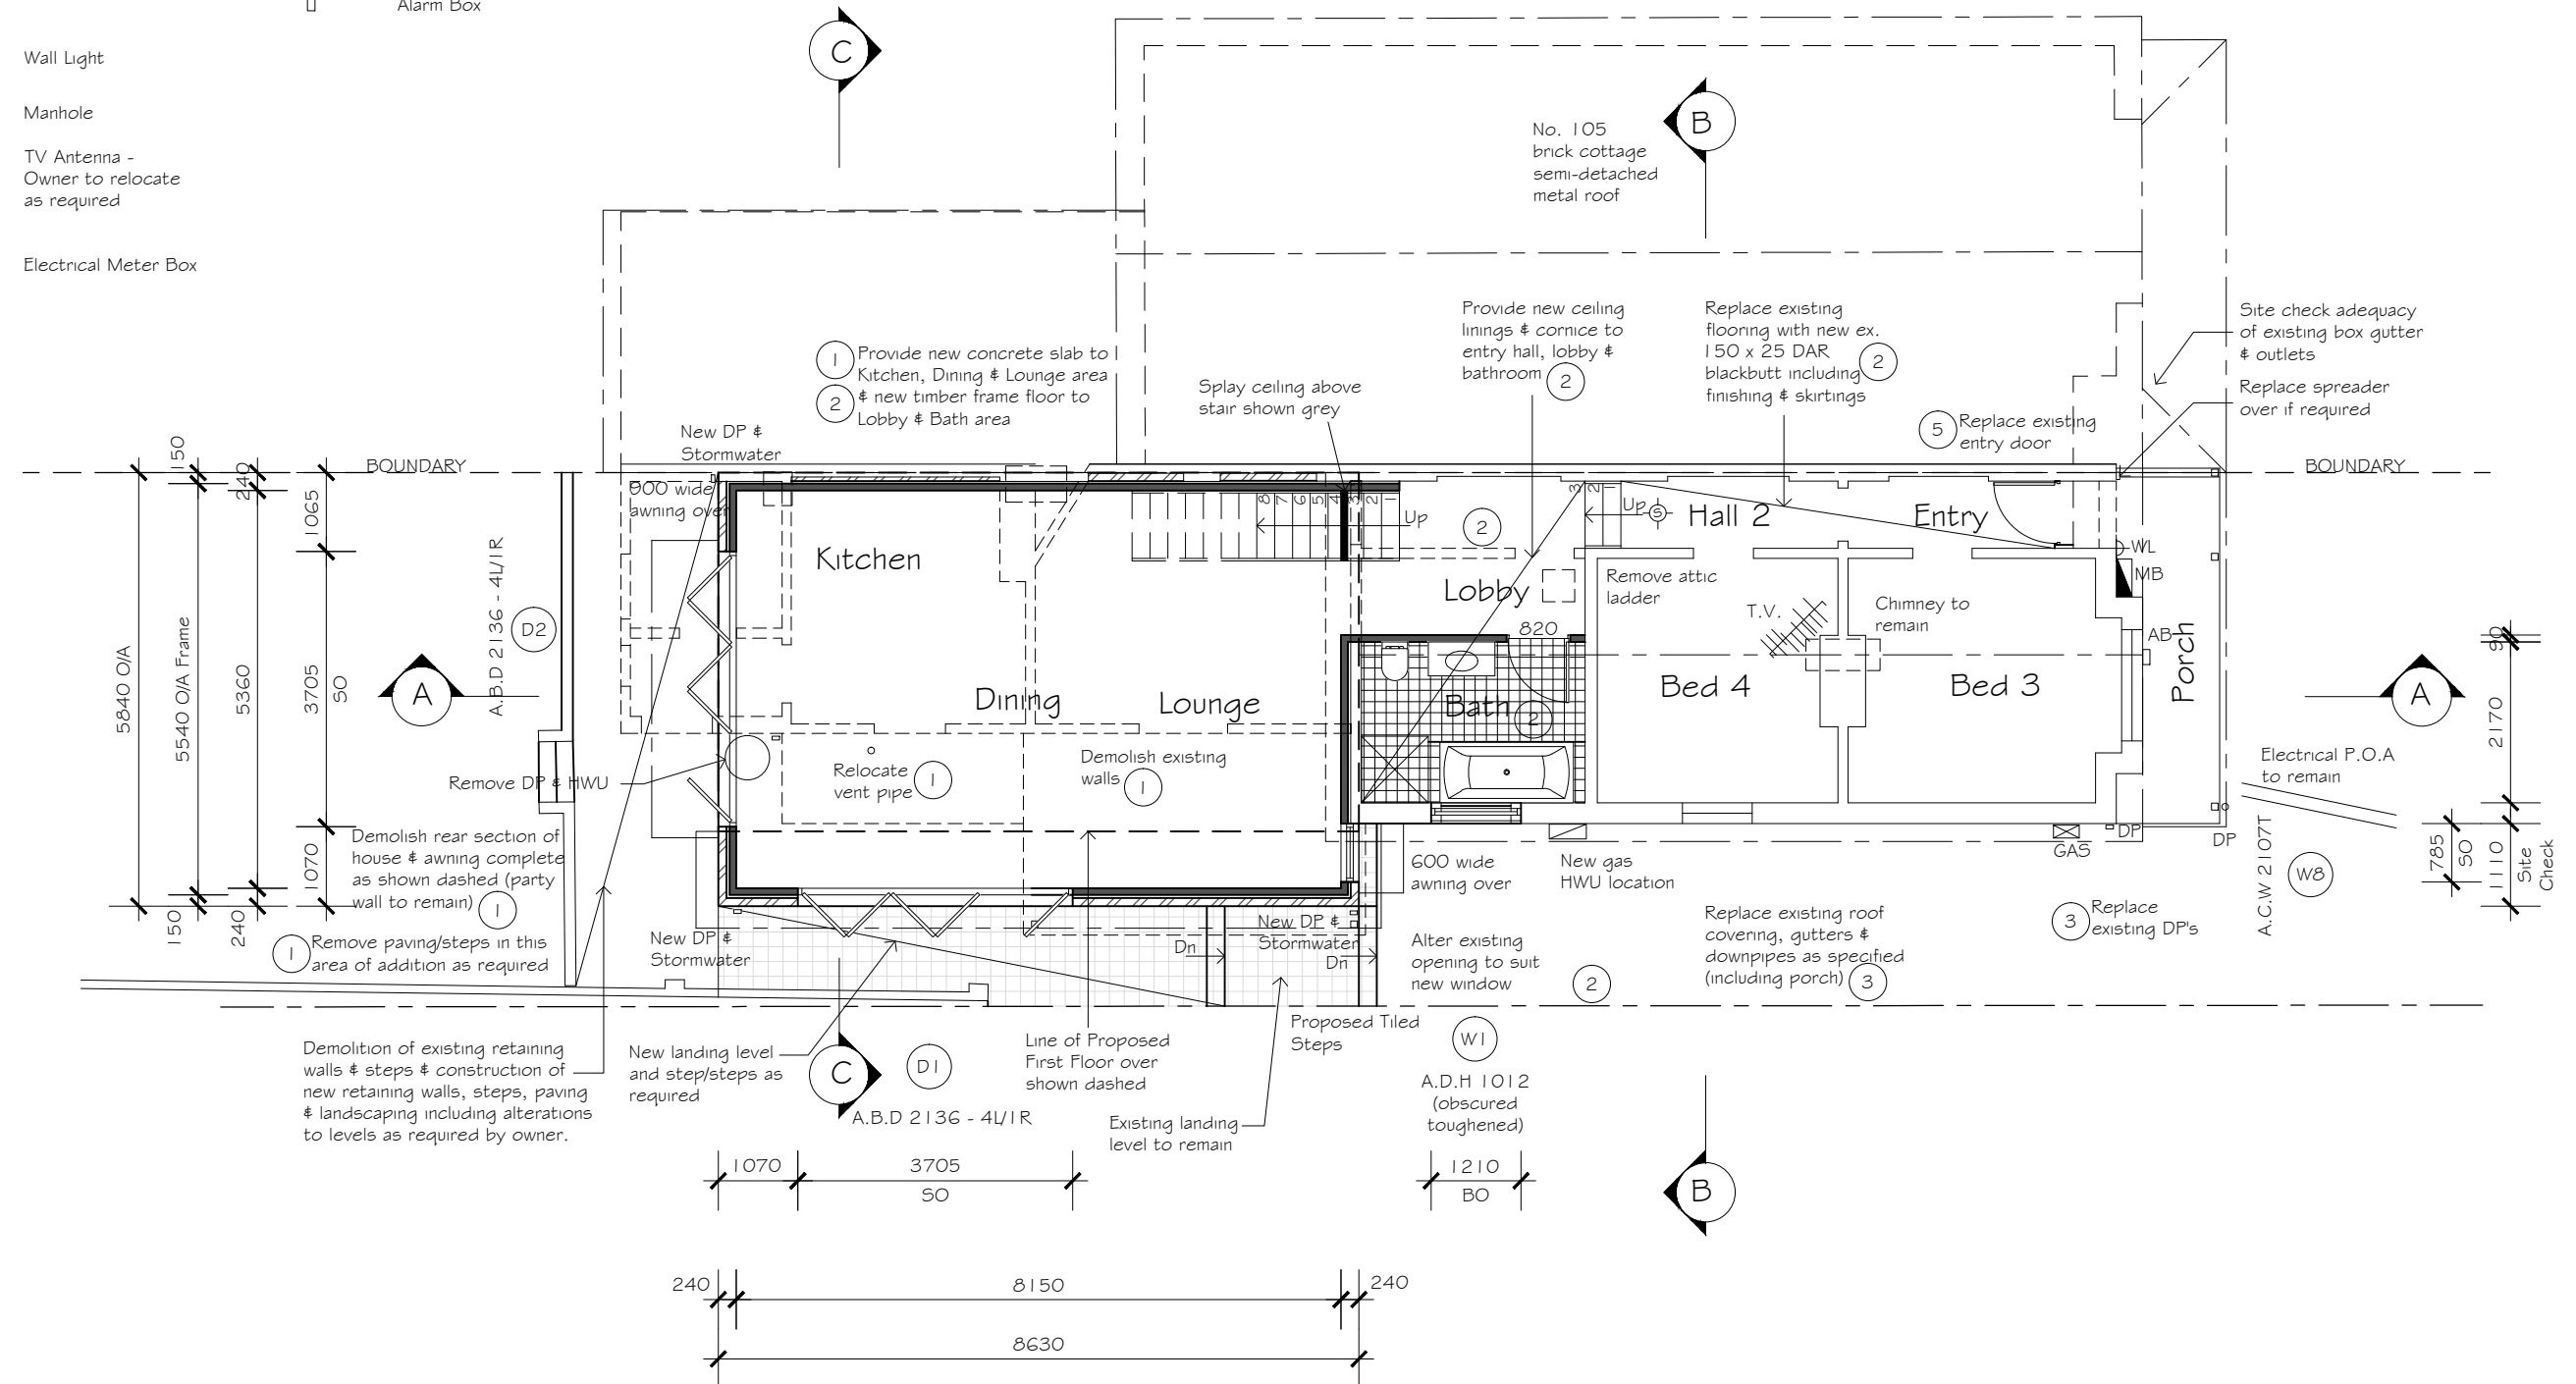 Alarm Box
Wall Light
Manhole
TV Antenna -
Owner to relocate
as required
Electrical Meter Box
C
B
No. 105
brick cottage
semi-detached
metal roof
1
Provide new concrete slab to
Kitchen, Dining & Lounge area
2
& new timber frame floor to
Lobby & Bath area
Splay ceiling above
stair shown grey
Provide new ceiling
linings & cornice to
entry hall, lobby &
bathroom
2
Replace existing
flooring with new ex.
150 x 25 DAR
blackbutt including
finishing & skirtings
2
5
Replace existing
entry door
Site check adequacy
of existing box gutter
& outlets
Replace spreader
over if required
New DP &
Stormwater
BOUNDARY
BOUNDARY
900 wide
awning over
150
240
1065
5840 O/A
5540 O/A Frame
5360
3705
SO
1070
150
240
A
A.B.D 2136 - 4L/1R
D2
Kitchen
Dining
Lounge
8
7
6
5
4
3
2
1
Up
2
Lobby
3
2
1
Up
S
Hall 2
Entry
Remove attic
ladder
T.V.
Chimney to
remain
WL
MB
AB
Porch
820
Bath
2
Bed 4
Bed 3
A
90
2170
785
SO
1110
Site
Check
Electrical P.O.A
to remain
Remove DP & HWU
Relocate
vent pipe
1
Demolish existing
walls
1
Demolish rear section of
house & awning complete
as shown dashed (party
wall to remain)
1
1
Remove paving/steps in this
area of addition as required
New DP &
Stormwater
Dn
New DP &
Stormwater
Dn
600 wide
awning over
New gas
HWU location
GAS
DP
DP
A.C.W 2107T
W8
Alter existing
opening to suit
new window
2
Replace existing roof
covering, gutters &
downpipes as specified
(including porch)
3
3
Replace
existing DP's
Demolition of existing retaining
walls & steps & construction of
new retaining walls, steps, paving
& landscaping including alterations
to levels as required by owner.
New landing level
and step/steps as
required
C
D1
A.B.D 2136 - 4L/1R
Line of Proposed
First Floor over
shown dashed
Existing landing
level to remain
Proposed Tiled
Steps
W1
A.D.H 1012
(obscured
toughened)
1070
3705
SO
1210
BO
B
240
8150
240
8630